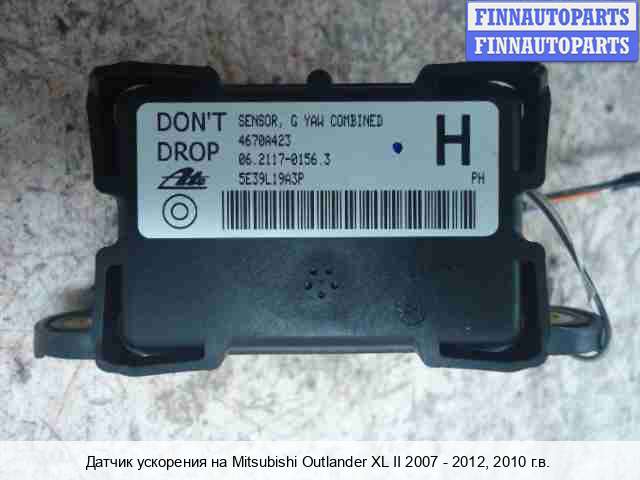 FINNAUTOPARTS
FINNAUTOPARTS
DON'T DROP
SENSOR, G YAW COMBINED
4670A423
06.2117-0156.3
5E39L19A3P
Ate
H
PH
Датчик ускорения на Mitsubishi Outlander XL II 2007 - 2012, 2010 г.в.